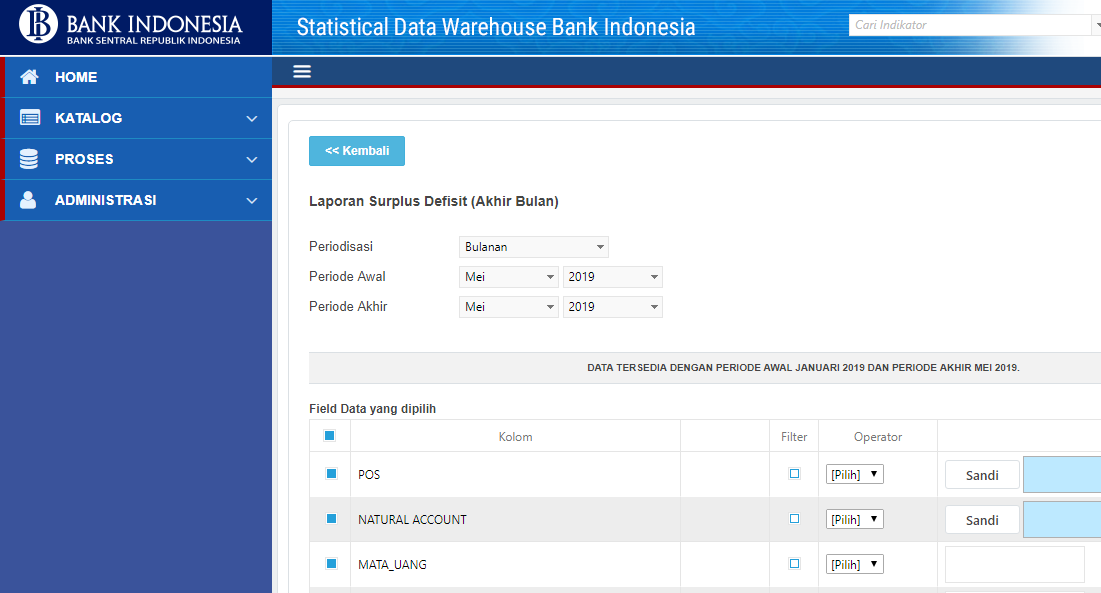 BANK INDONESIA
BANK SENTRAL REPUBLIK INDONESIA
Statistical Data Warehouse Bank Indonesia
Cari Indikator
HOME
KATALOG
PROSES
ADMINISTRASI
<< Kembali
Laporan Surplus Defisit (Akhir Bulan)
Periodisasi Bulanan
Periode Awal Mei 2019
Periode Akhir Mei 2019
DATA TERSEDIA DENGAN PERIODE AWAL JANUARI 2019 DAN PERIODE AKHIR MEI 2019.
Field Data yang dipilih
Kolom Filter Operator
POS [Pilih] Sandi
NATURAL ACCOUNT [Pilih] Sandi
MATA_UANG [Pilih]